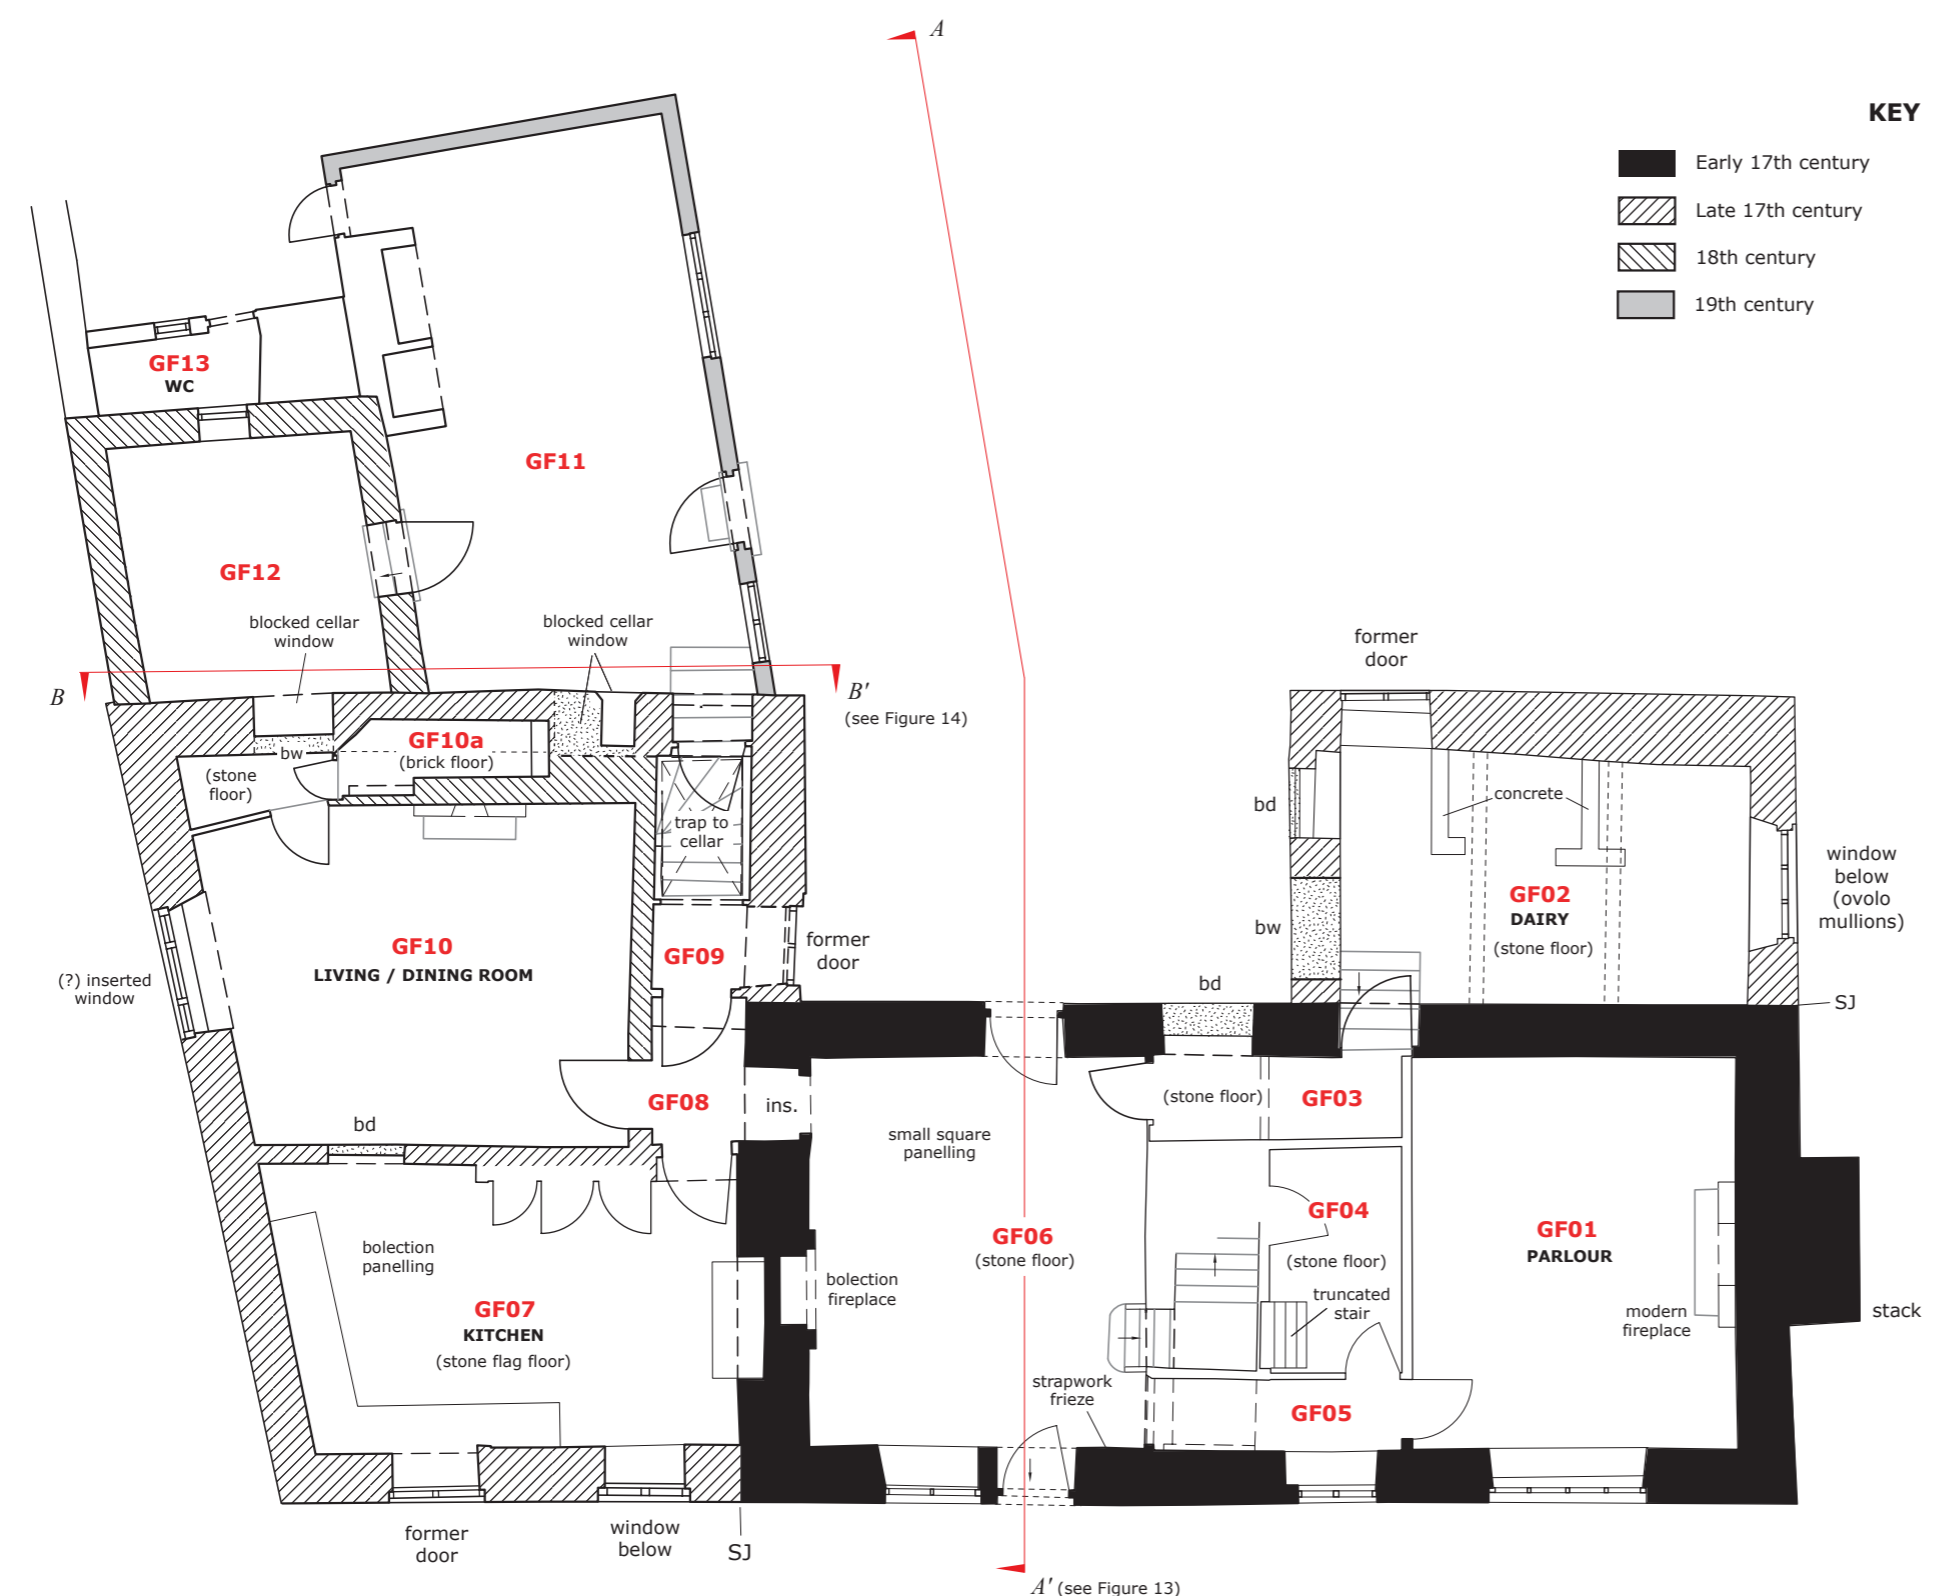 A
KEY
Early 17th century
Late 17th century
18th century
19th century
GF13
WC
GF11
GF12
blocked cellar
window
blocked cellar
window
B
B'
(see Figure 14)
former
door
GF10a
(brick floor)
bw
(stone
floor)
trap to
cellar
bd
concrete
window
below
(ovolo
mullions)
GF02
DAIRY
(stone floor)
bw
GF10
LIVING / DINING ROOM
GF09
former
door
(?) inserted
window
bd
SJ
GF08
ins.
(stone floor)
GF03
bd
small square
panelling
GF04
(stone floor)
GF06
(stone floor)
GF01
PARLOUR
bolection
panelling
bolection
fireplace
truncated
stair
modern
fireplace
stack
GF07
KITCHEN
(stone flag floor)
strapwork
frieze
GF05
former
door
window
below
SJ
A' (see Figure 13)